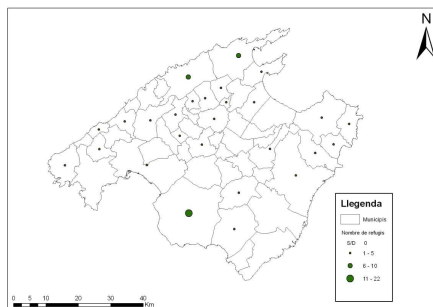 N
Llegenda
Municipis
Nombre de refugis
S/D 0
1 - 5
6 - 10
11 - 22
0 5 10 20 30 40
Km